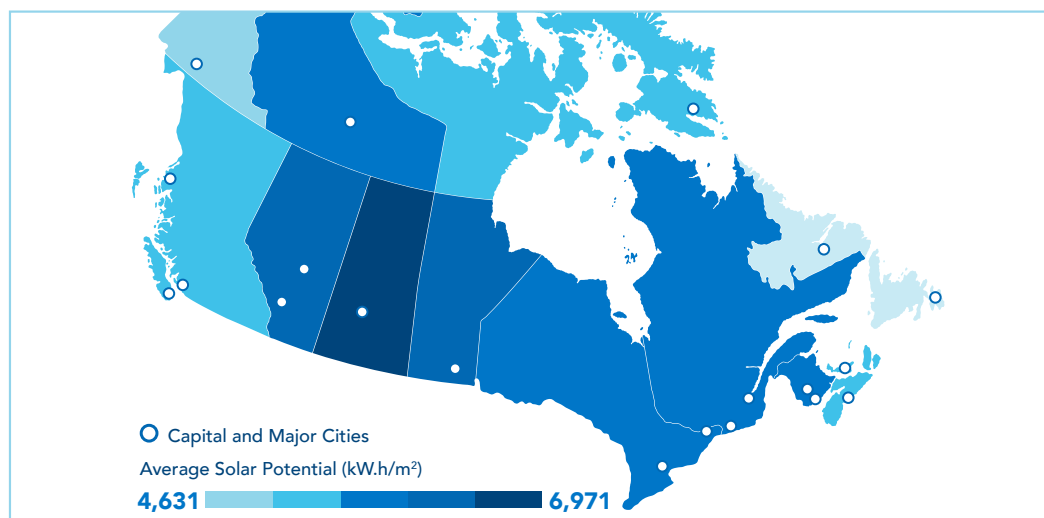 Capital and Major Cities
Average Solar Potential (kW.h/m²)
4,631 6,971